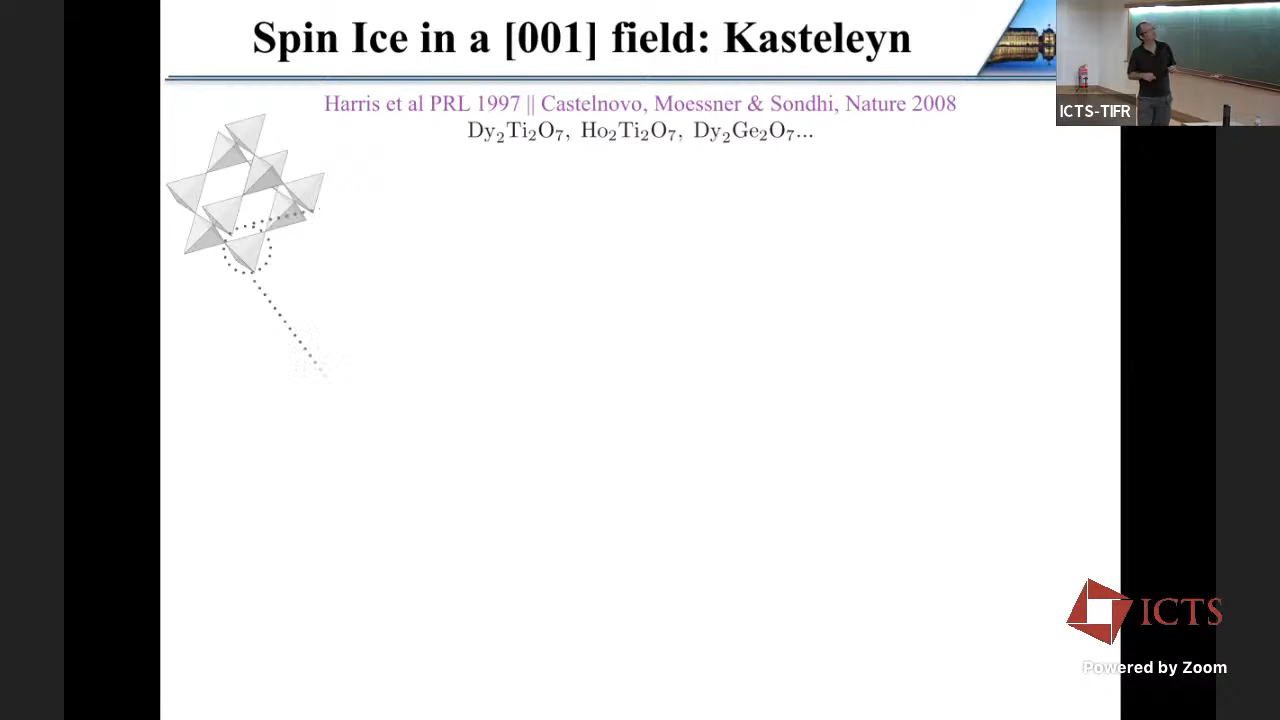 Spin Ice in a [001] field: Kasteleyn
Harris et al PRL 1997 || Castelnovo, Moessner & Sondhi, Nature 2008
Dy₂Ti₂O₇, Ho₂Ti₂O₇, Dy₂Ge₂O₇...
ICTS-TIFR
ICTS
Powered by Zoom